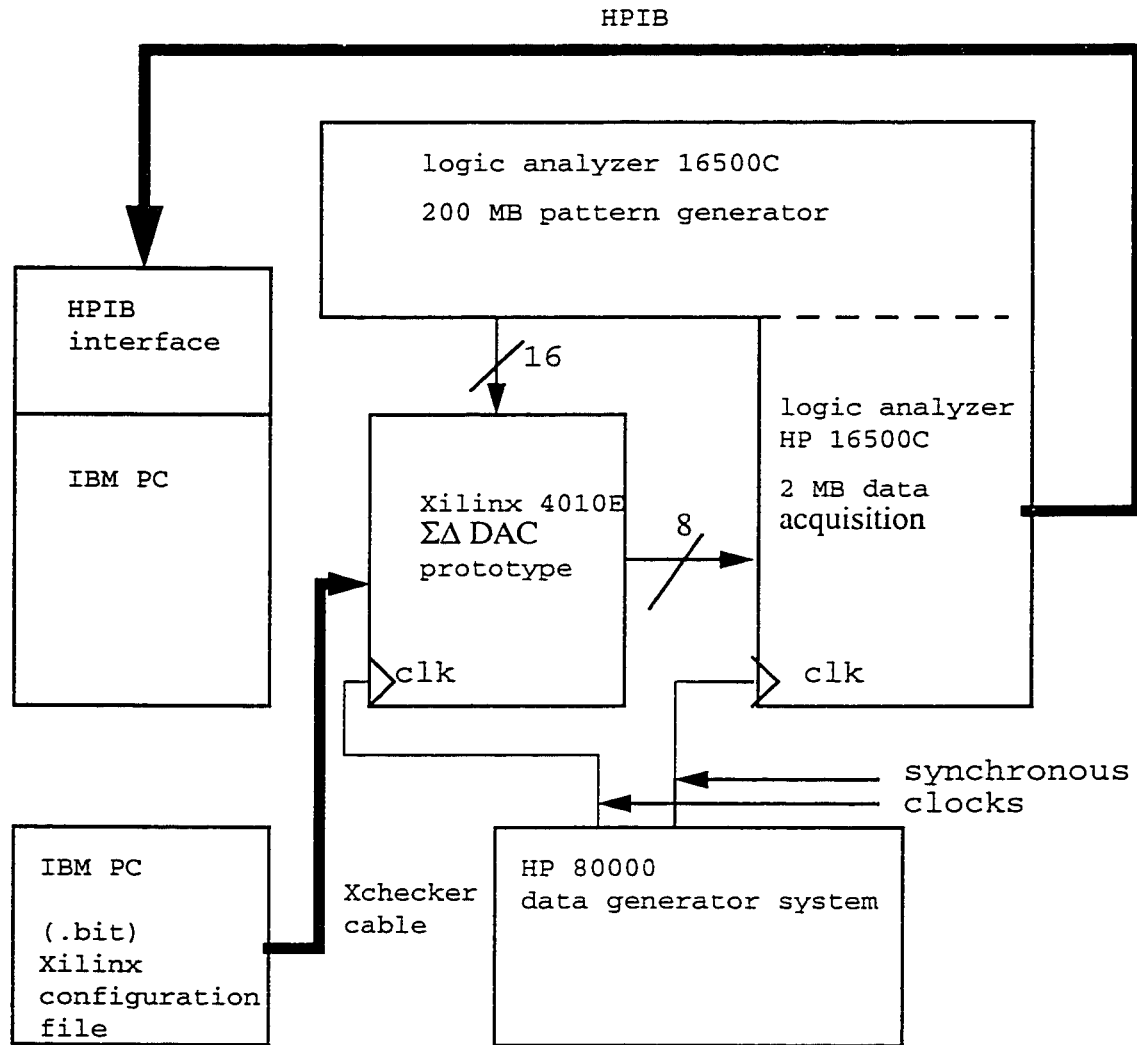 HPIB
logic analyzer 16500C
200 MB pattern generator
HPIB
interface
16
IBM PC
logic analyzer
HP 16500C
2 MB data
acquisition
Xilinx 4010E
ΣΔ DAC
prototype
8
clk
clk
synchronous
clocks
IBM PC
(.bit)
Xilinx
configuration
file
Xchecker
cable
HP 80000
data generator system